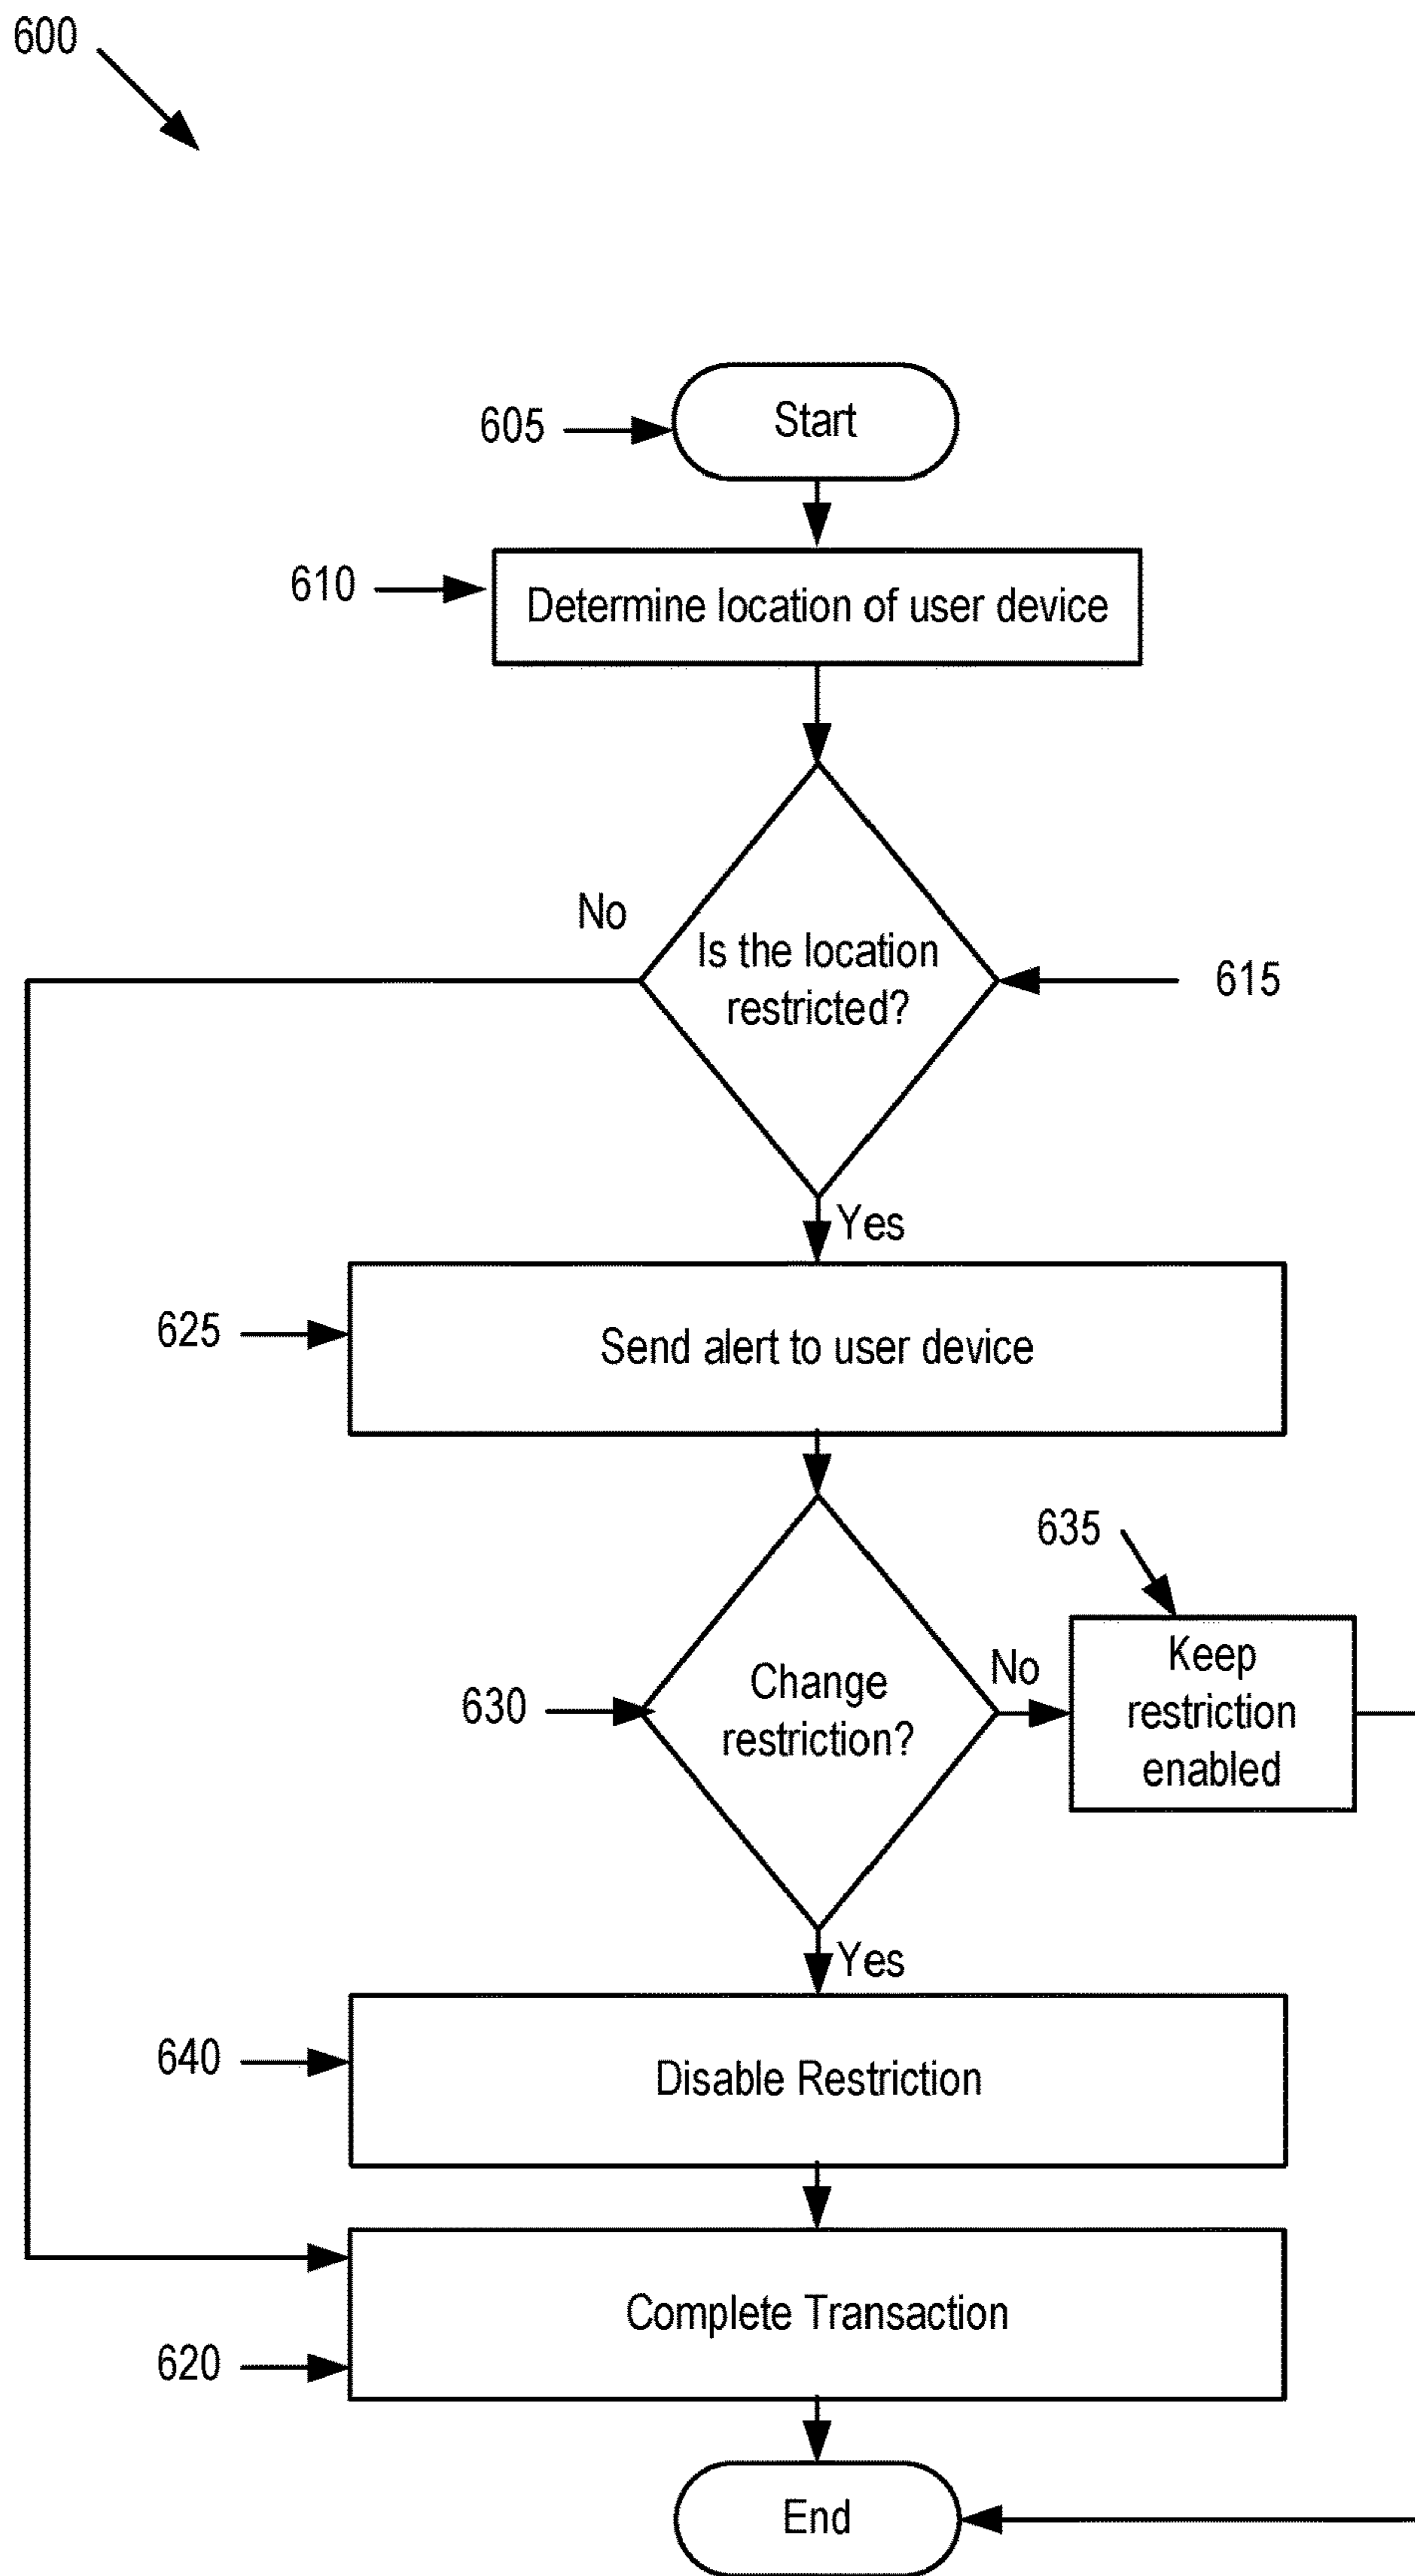 600
605
Start
610
Determine location of user device
No
Is the location
restricted?
615
Yes
625
Send alert to user device
635
630
Change
restriction?
No
Keep
restriction
enabled
Yes
640
Disable Restriction
Complete Transaction
620
End